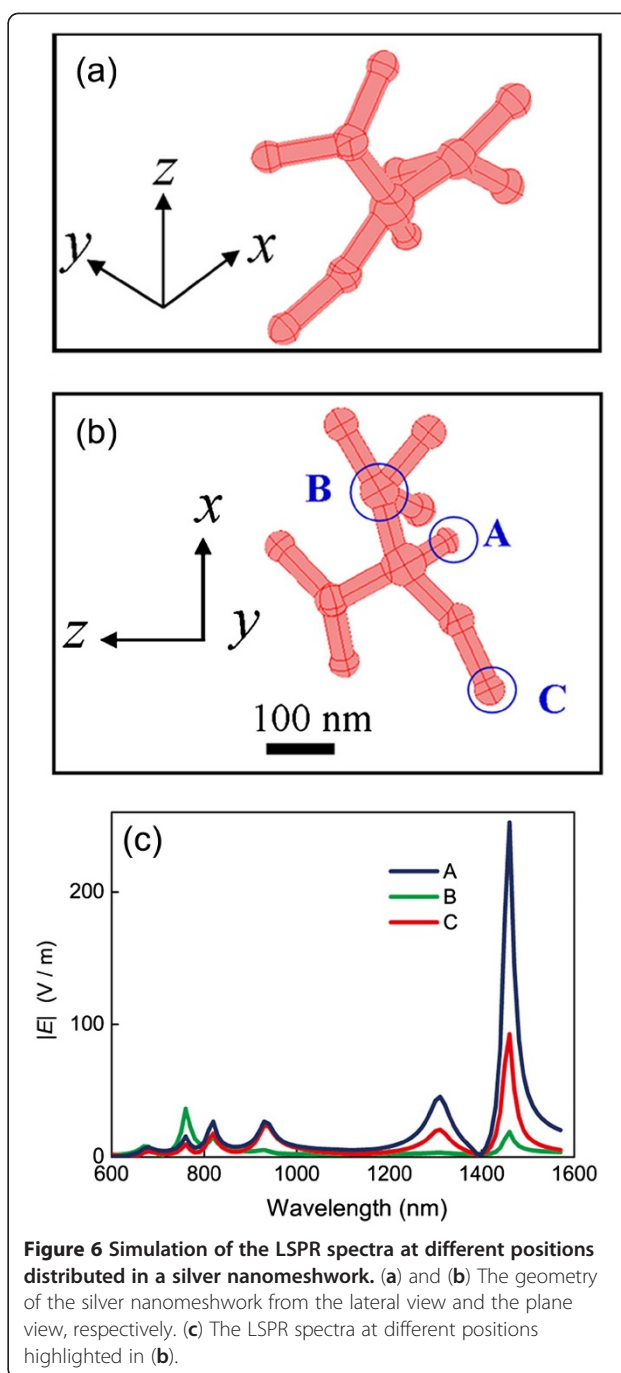 (a)
z
y
x
(b)
B
A
x
z
y
C
100 nm
(c)
A
B
C
200
100
0
|E| (V / m)
600 800 1000 1200 1400 1600
Wavelength (nm)
Figure 6 Simulation of the LSPR spectra at different positions
distributed in a silver nanomeshwork. (a) and (b) The geometry
of the silver nanomeshwork from the lateral view and the plane
view, respectively. (c) The LSPR spectra at different positions
highlighted in (b).